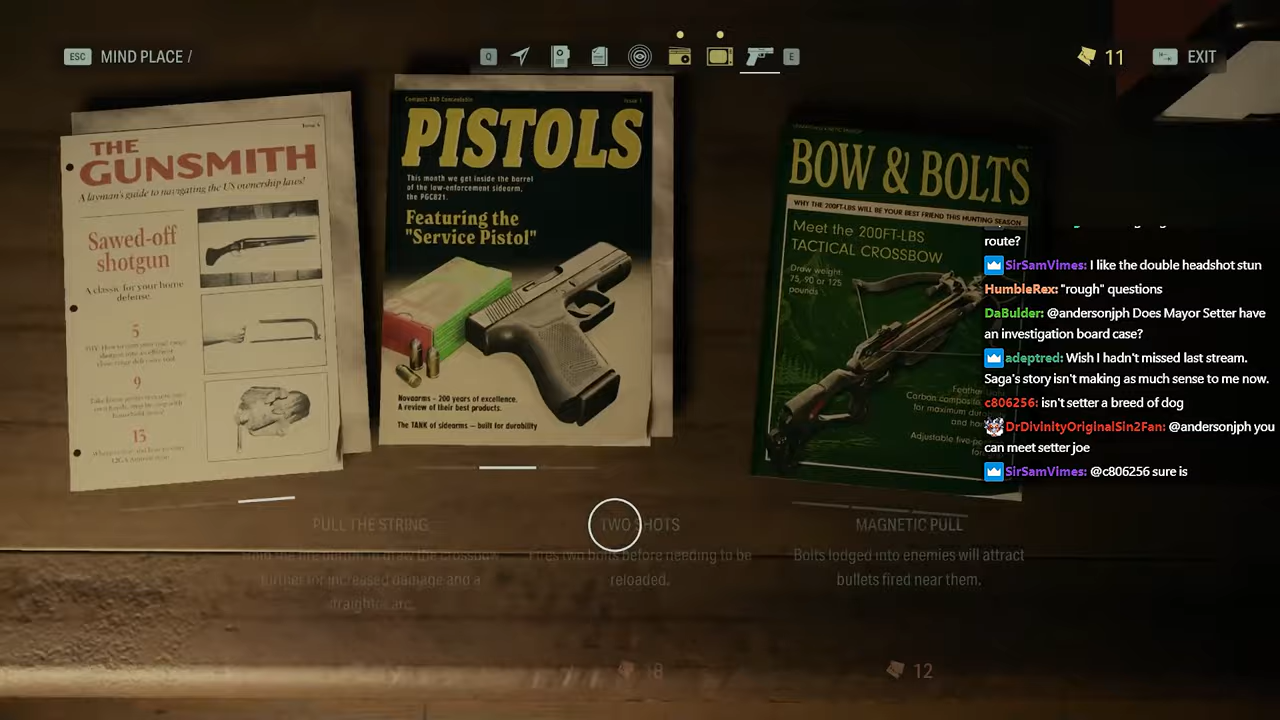 ESC MIND PLACE /
Q
E
11
EXIT
THE
GUNSMITH
A layman's guide to navigating the US ownership laws!
Sawed-off
shotgun
A classic for your home
defense.
5
9
13
Issue 1
PISTOLS
This month we get inside the barrel
of the law-enforcement sidearm,
the PGC821.
Featuring the
"Service Pistol"
Novaarms - 200 years of excellence.
A review of their best products.
The TANK of sidearms - built for durability
BOW & BOLTS
WHY THE 200FT-LBS WILL BE YOUR BEST FRIEND THIS HUNTING SEASON
Meet the 200FT-LBS
TACTICAL CROSSBOW
Draw weight:
75, 90 or 125
pounds
Carbon composite
for maximum
Adjustable
route?
SirSamVimes: I like the double headshot stun
HumbleRex: "rough" questions
DaBulder: @andersonjph Does Mayor Setter have
an investigation board case?
adeptred: Wish I hadn't missed last stream.
Saga's story isn't making as much sense to me now.
c806256: isn't setter a breed of dog
DrDivinityOriginalSin2Fan: @andersonjph you
can meet setter joe
SirSamVimes: @c806256 sure is
PULL THE STRING
Hold the fire button to draw the crossbow
further for increased damage and a
straighter arc.
TWO SHOTS
Fires two bolts before needing to be
reloaded.
18
MAGNETIC PULL
Bolts lodged into enemies will attract
bullets fired near them.
12